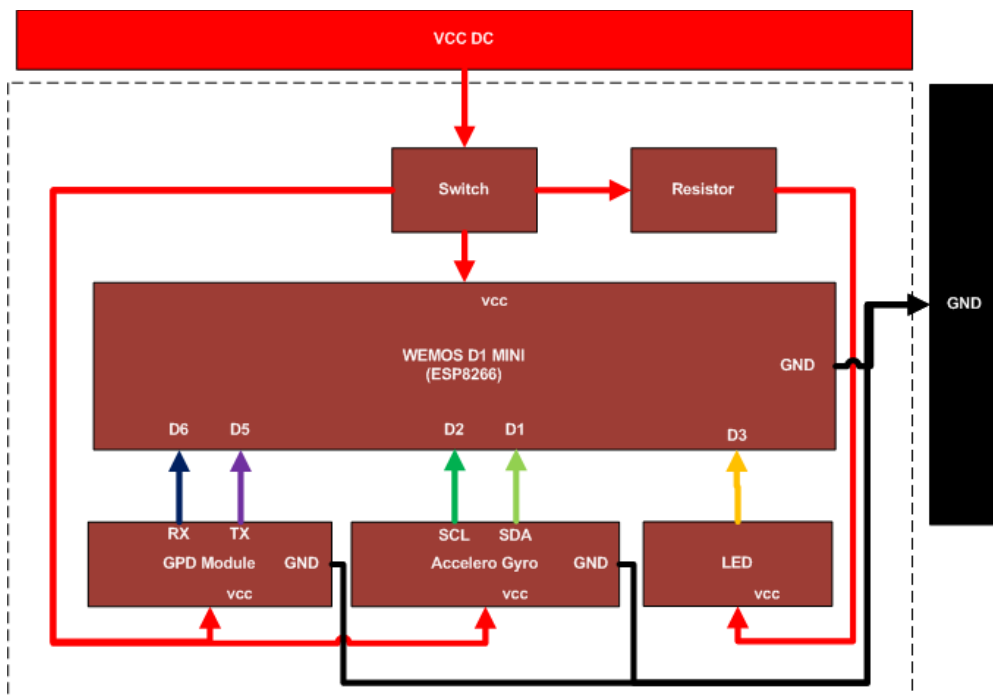 VCC DC
Switch
Resistor
GND
vcc
WEMOS D1 MINI
(ESP8266)
GND
D6
D5
D2
D1
D3
RX
TX
SCL
SDA
GPD Module
GND
Accelero Gyro
GND
LED
vcc
vcc
vcc